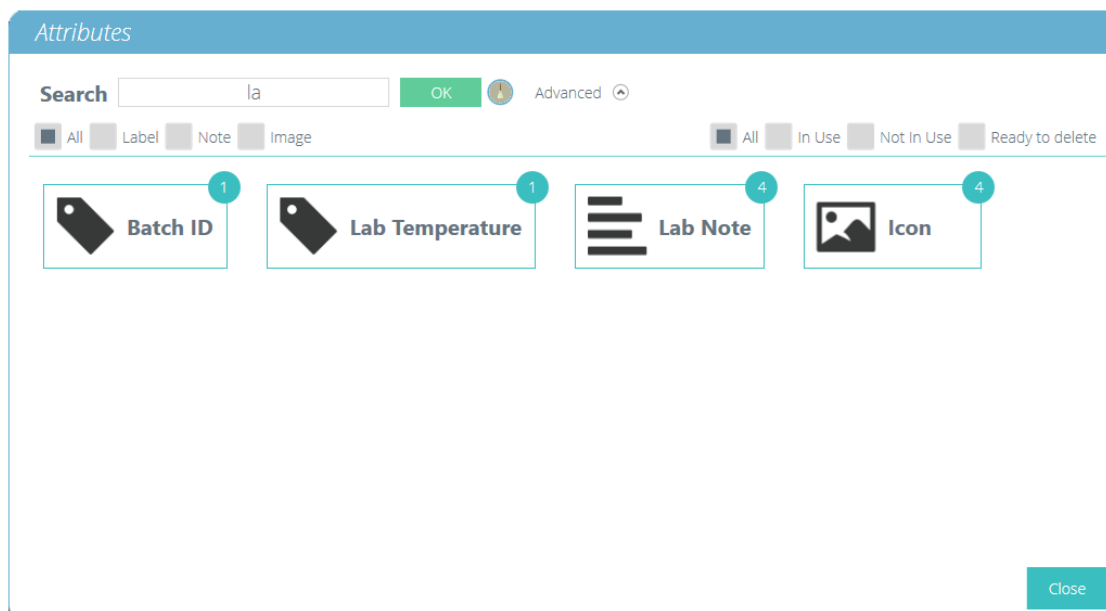 Attributes
Search la OK Advanced
All Label Note Image All In Use Not In Use Ready to delete
1 1 4 4
Batch ID Lab Temperature Lab Note Icon
Close